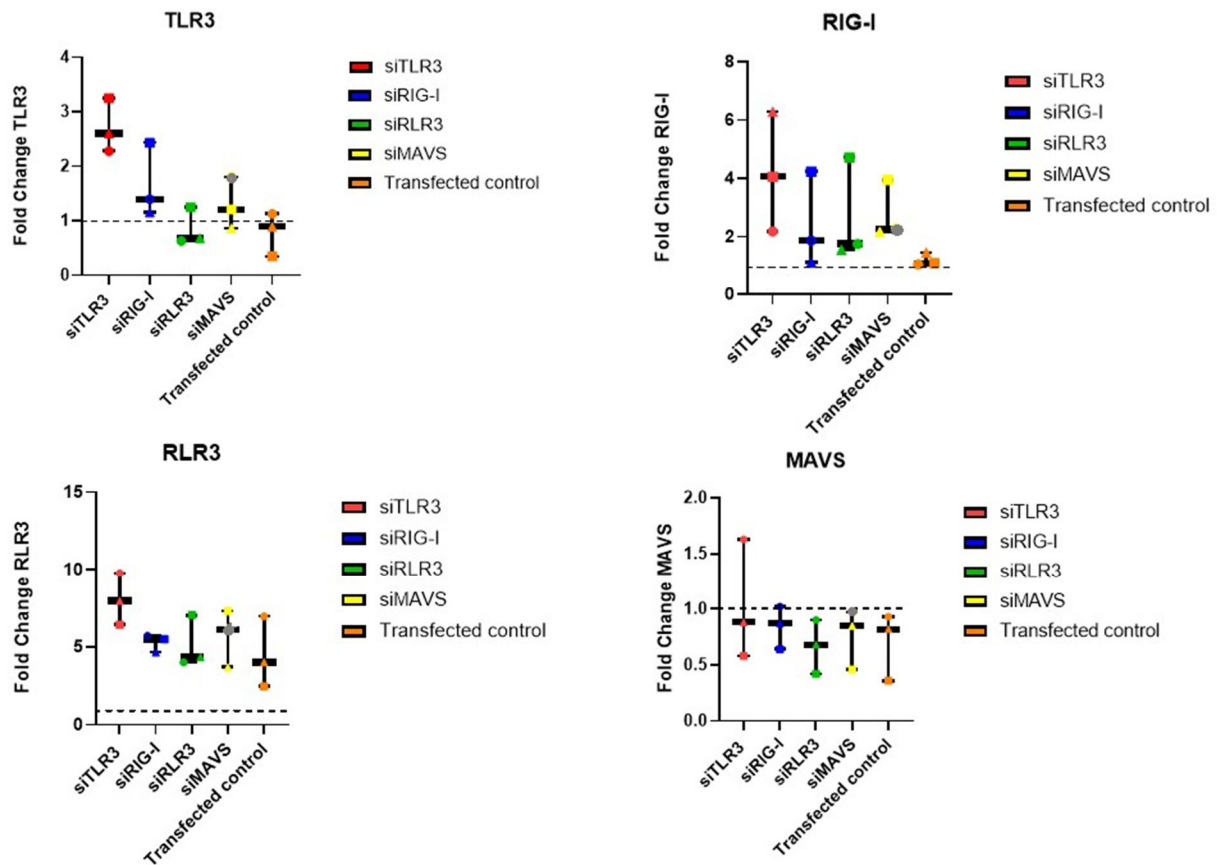 TLR3
Fold Change TLR3
4
3
2
1
0
siTLR3
siRIG-I
siRLR3
siMAVS
Transfected control
siTLR3
siRIG-I
siRLR3
siMAVS
Transfected control
RIG-I
Fold Change RIG-I
8
6
4
2
0
siTLR3
siRIG-I
siRLR3
siMAVS
Transfected control
siTLR3
siRIG-I
siRLR3
siMAVS
Transfected control
RLR3
Fold Change RLR3
15
10
5
0
siTLR3
siRIG-I
siRLR3
siMAVS
Transfected control
siTLR3
siRIG-I
siRLR3
siMAVS
Transfected control
MAVS
Fold Change MAVS
2.0
1.5
1.0
0.5
0.0
siTLR3
siRIG-I
siRLR3
siMAVS
Transfected control
siTLR3
siRIG-I
siRLR3
siMAVS
Transfected control